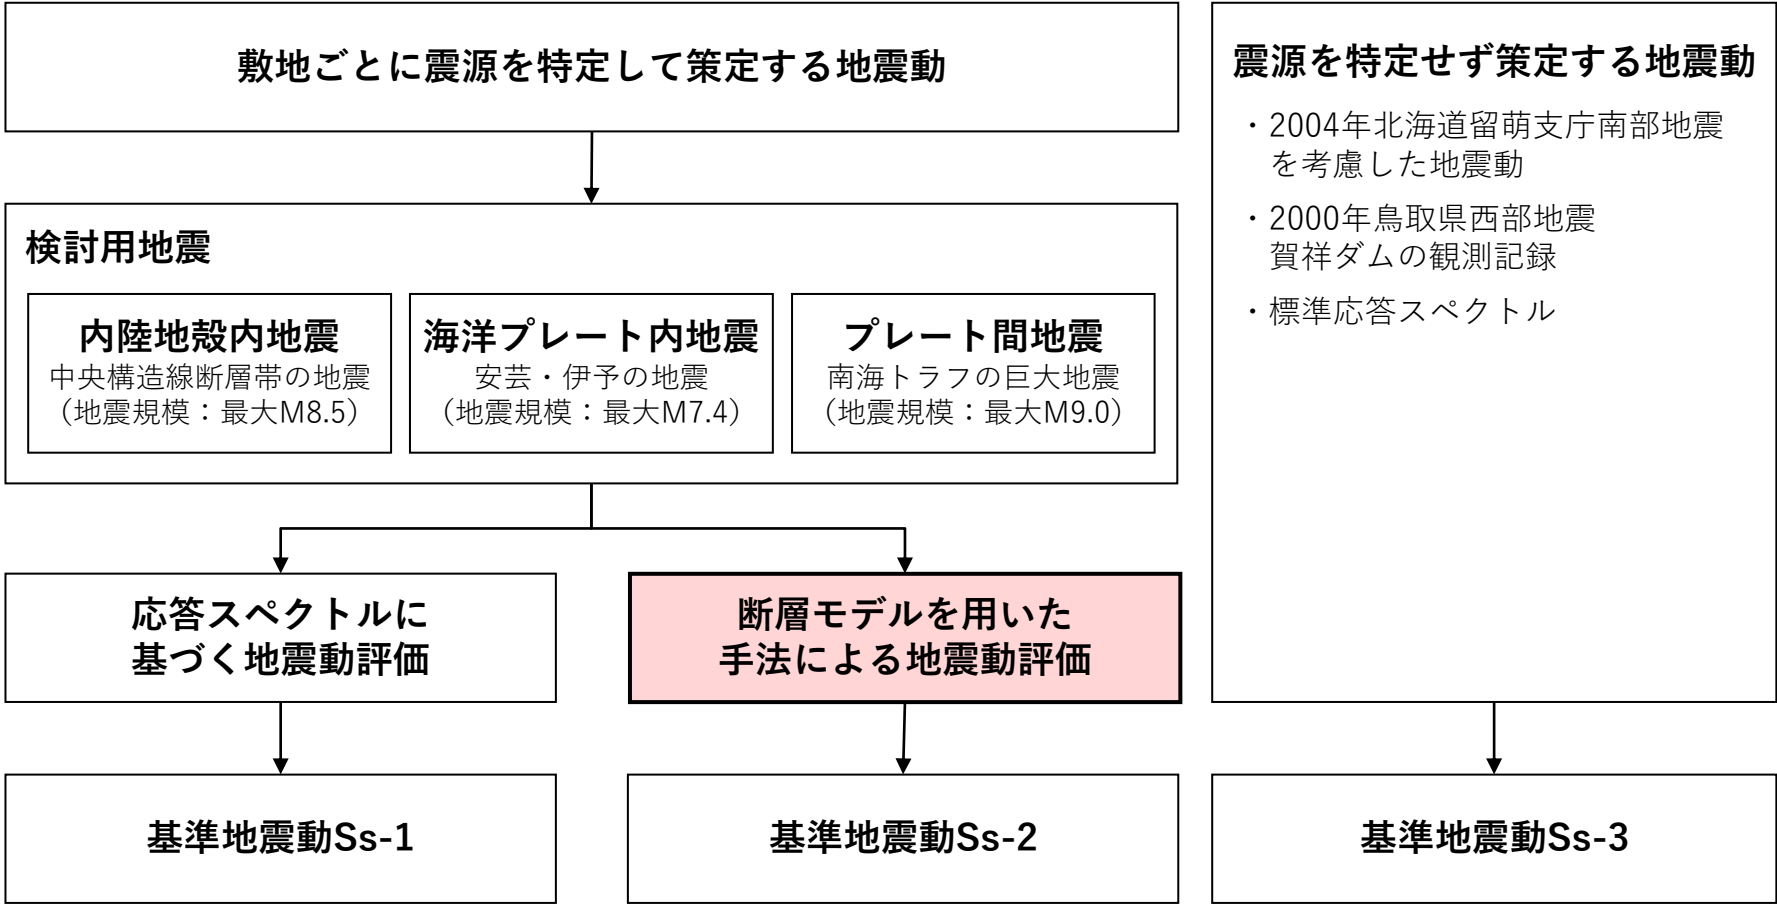 敷地ごとに震源を特定して策定する地震動
検討用地震
内陸地殻内地震
中央構造線断層帯の地震
（地震規模：最大M8.5）
海洋プレート内地震
安芸・伊予の地震
（地震規模：最大M7.4）
プレート間地震
南海トラフの巨大地震
（地震規模：最大M9.0）
応答スペクトルに
基づく地震動評価
断層モデルを用いた
手法による地震動評価
基準地震動Ss-1
基準地震動Ss-2
震源を特定せず策定する地震動
・2004年北海道留萌支庁南部地震
を考慮した地震動
・2000年鳥取県西部地震
賀祥ダムの観測記録
・標準応答スペクトル
基準地震動Ss-3